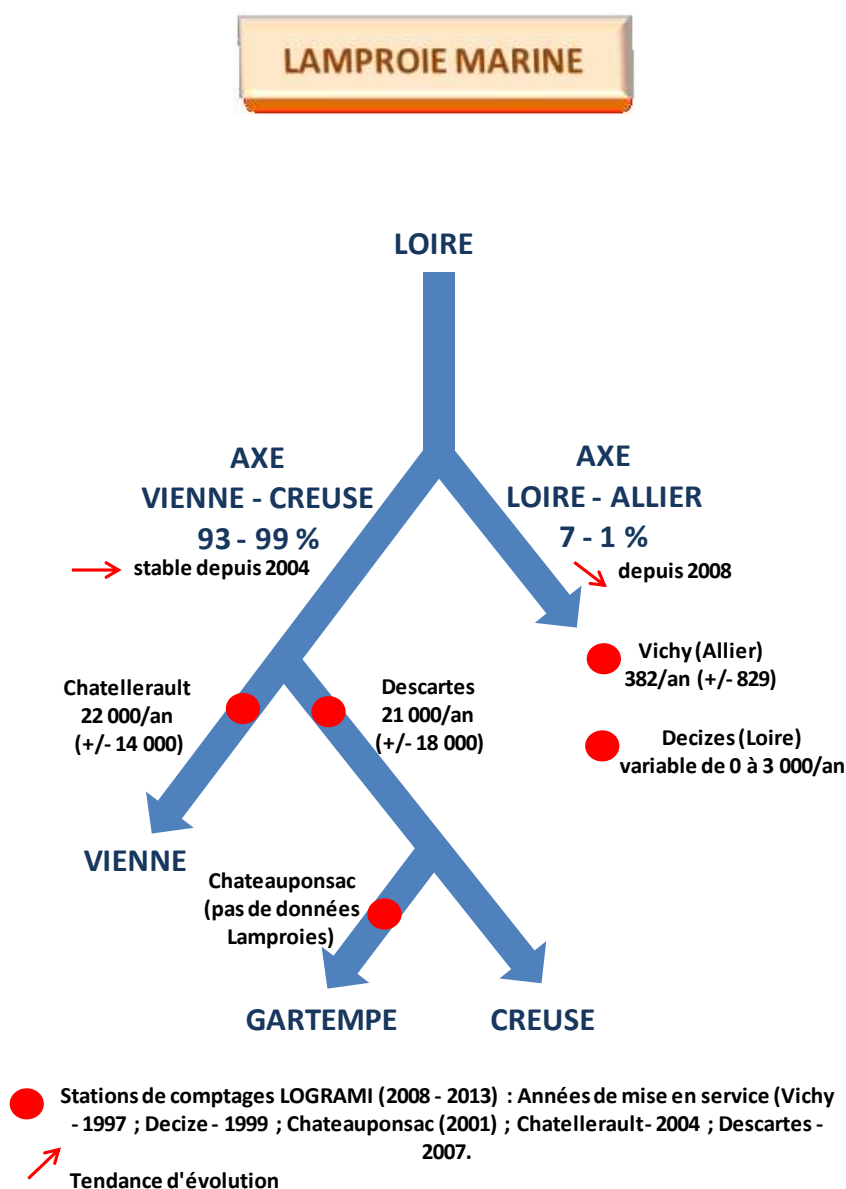 LAMPROIE MARINE
LOIRE
AXE
VIENNE - CREUSE
93 - 99 %
stable depuis 2004
AXE
LOIRE - ALLIER
7 - 1 %
depuis 2008
Vichy (Allier)
382/an (+/- 829)
Chatellerault
22 000/an
(+/- 14 000)
Descartes
21 000/an
(+/- 18 000)
Decizes (Loire)
variable de 0 à 3 000/an
VIENNE
Chateauponsac
(pas de données
Lamproies)
GARTEMPE
CREUSE
Stations de comptages LOGRAMI (2008 - 2013) : Années de mise en service (Vichy
- 1997 ; Decize - 1999 ; Chateauponsac (2001) ; Chatellerault - 2004 ; Descartes -
2007.
Tendance d'évolution